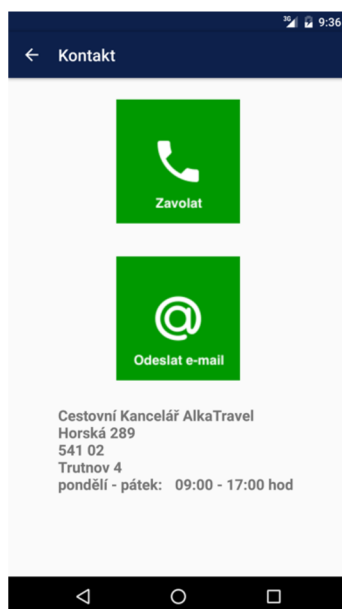 3G 9:36
Kontakt
Zavolat
@
Odeslat e-mail
Cestovní Kancelář AlkaTravel
Horská 289
541 02
Trutnov 4
pondělí - pátek: 09:00 - 17:00 hod